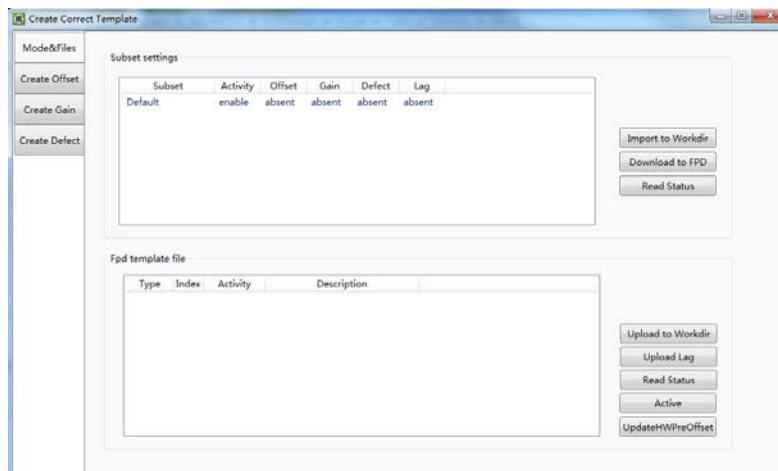 Create Correct Template
Mode&Files
Create Offset
Create Gain
Create Defect
Subset settings
Subset Activity Offset Gain Defect Lag
Default enable absent absent absent absent
Import to Workdir
Download to FPD
Read Status
Fpd template file
Type Index Activity Description
Upload to Workdir
Upload Lag
Read Status
Active
UpdateHWPreOffset